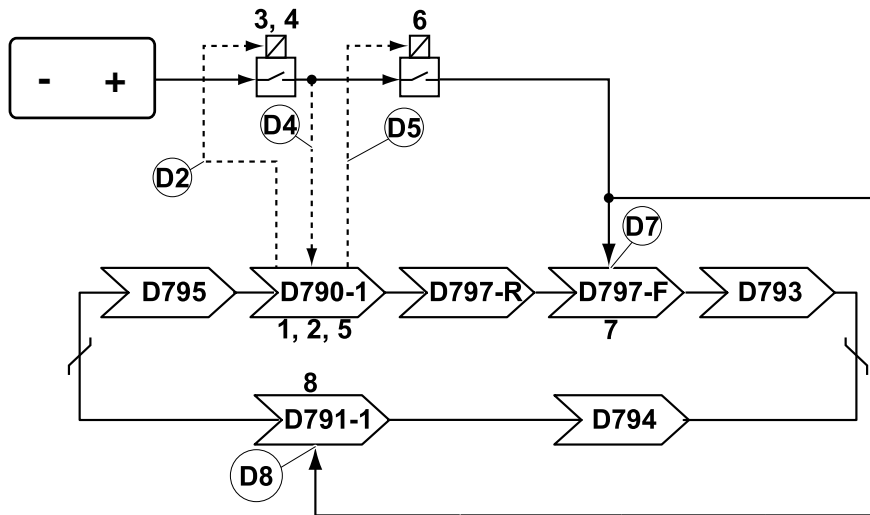 3, 4
6
- +
D4
D5
D2
D7
D795
D790-1
D797-R
D797-F
D793
1, 2, 5
7
8
D791-1
D794
D8